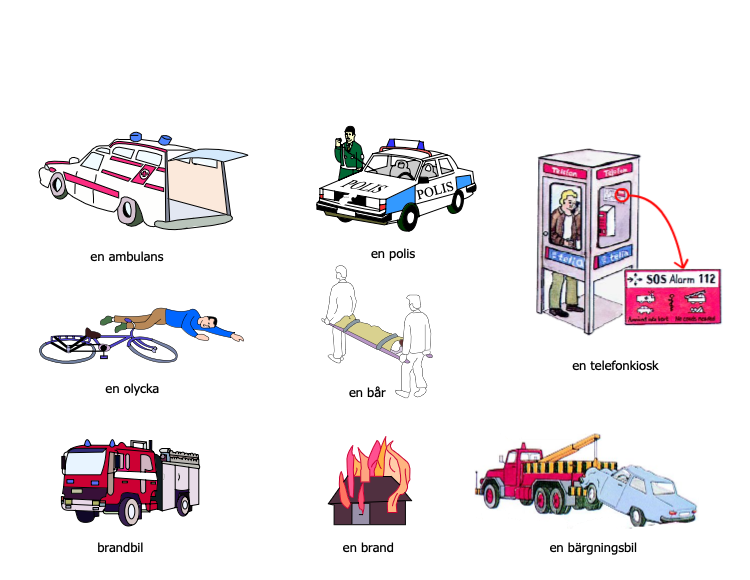 en ambulans
POLIS
POLIS
en polis
Telefon
Telefon
telia
telia
SOS Alarm 112
en telefonkiosk
en olycka
en bår
brandbil
en brand
en bärgningsbil